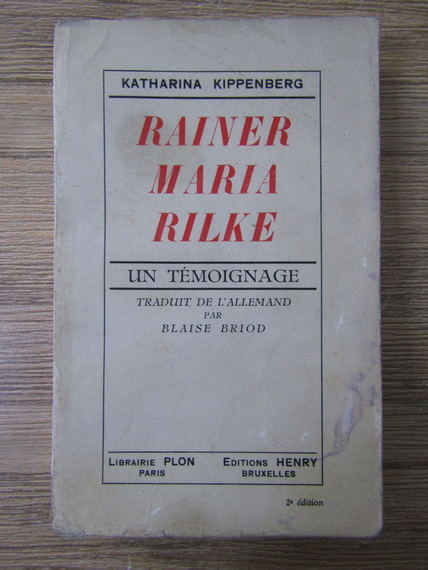 KATHARINA KIPPENBERG
RAINER
MARIA
RILKE
UN TÉMOIGNAGE
TRADUIT DE L'ALLEMAND
PAR
BLAISE BRIOD
LIBRAIRIE PLON EDITIONS HENRY
PARIS BRUXELLES
2e édition